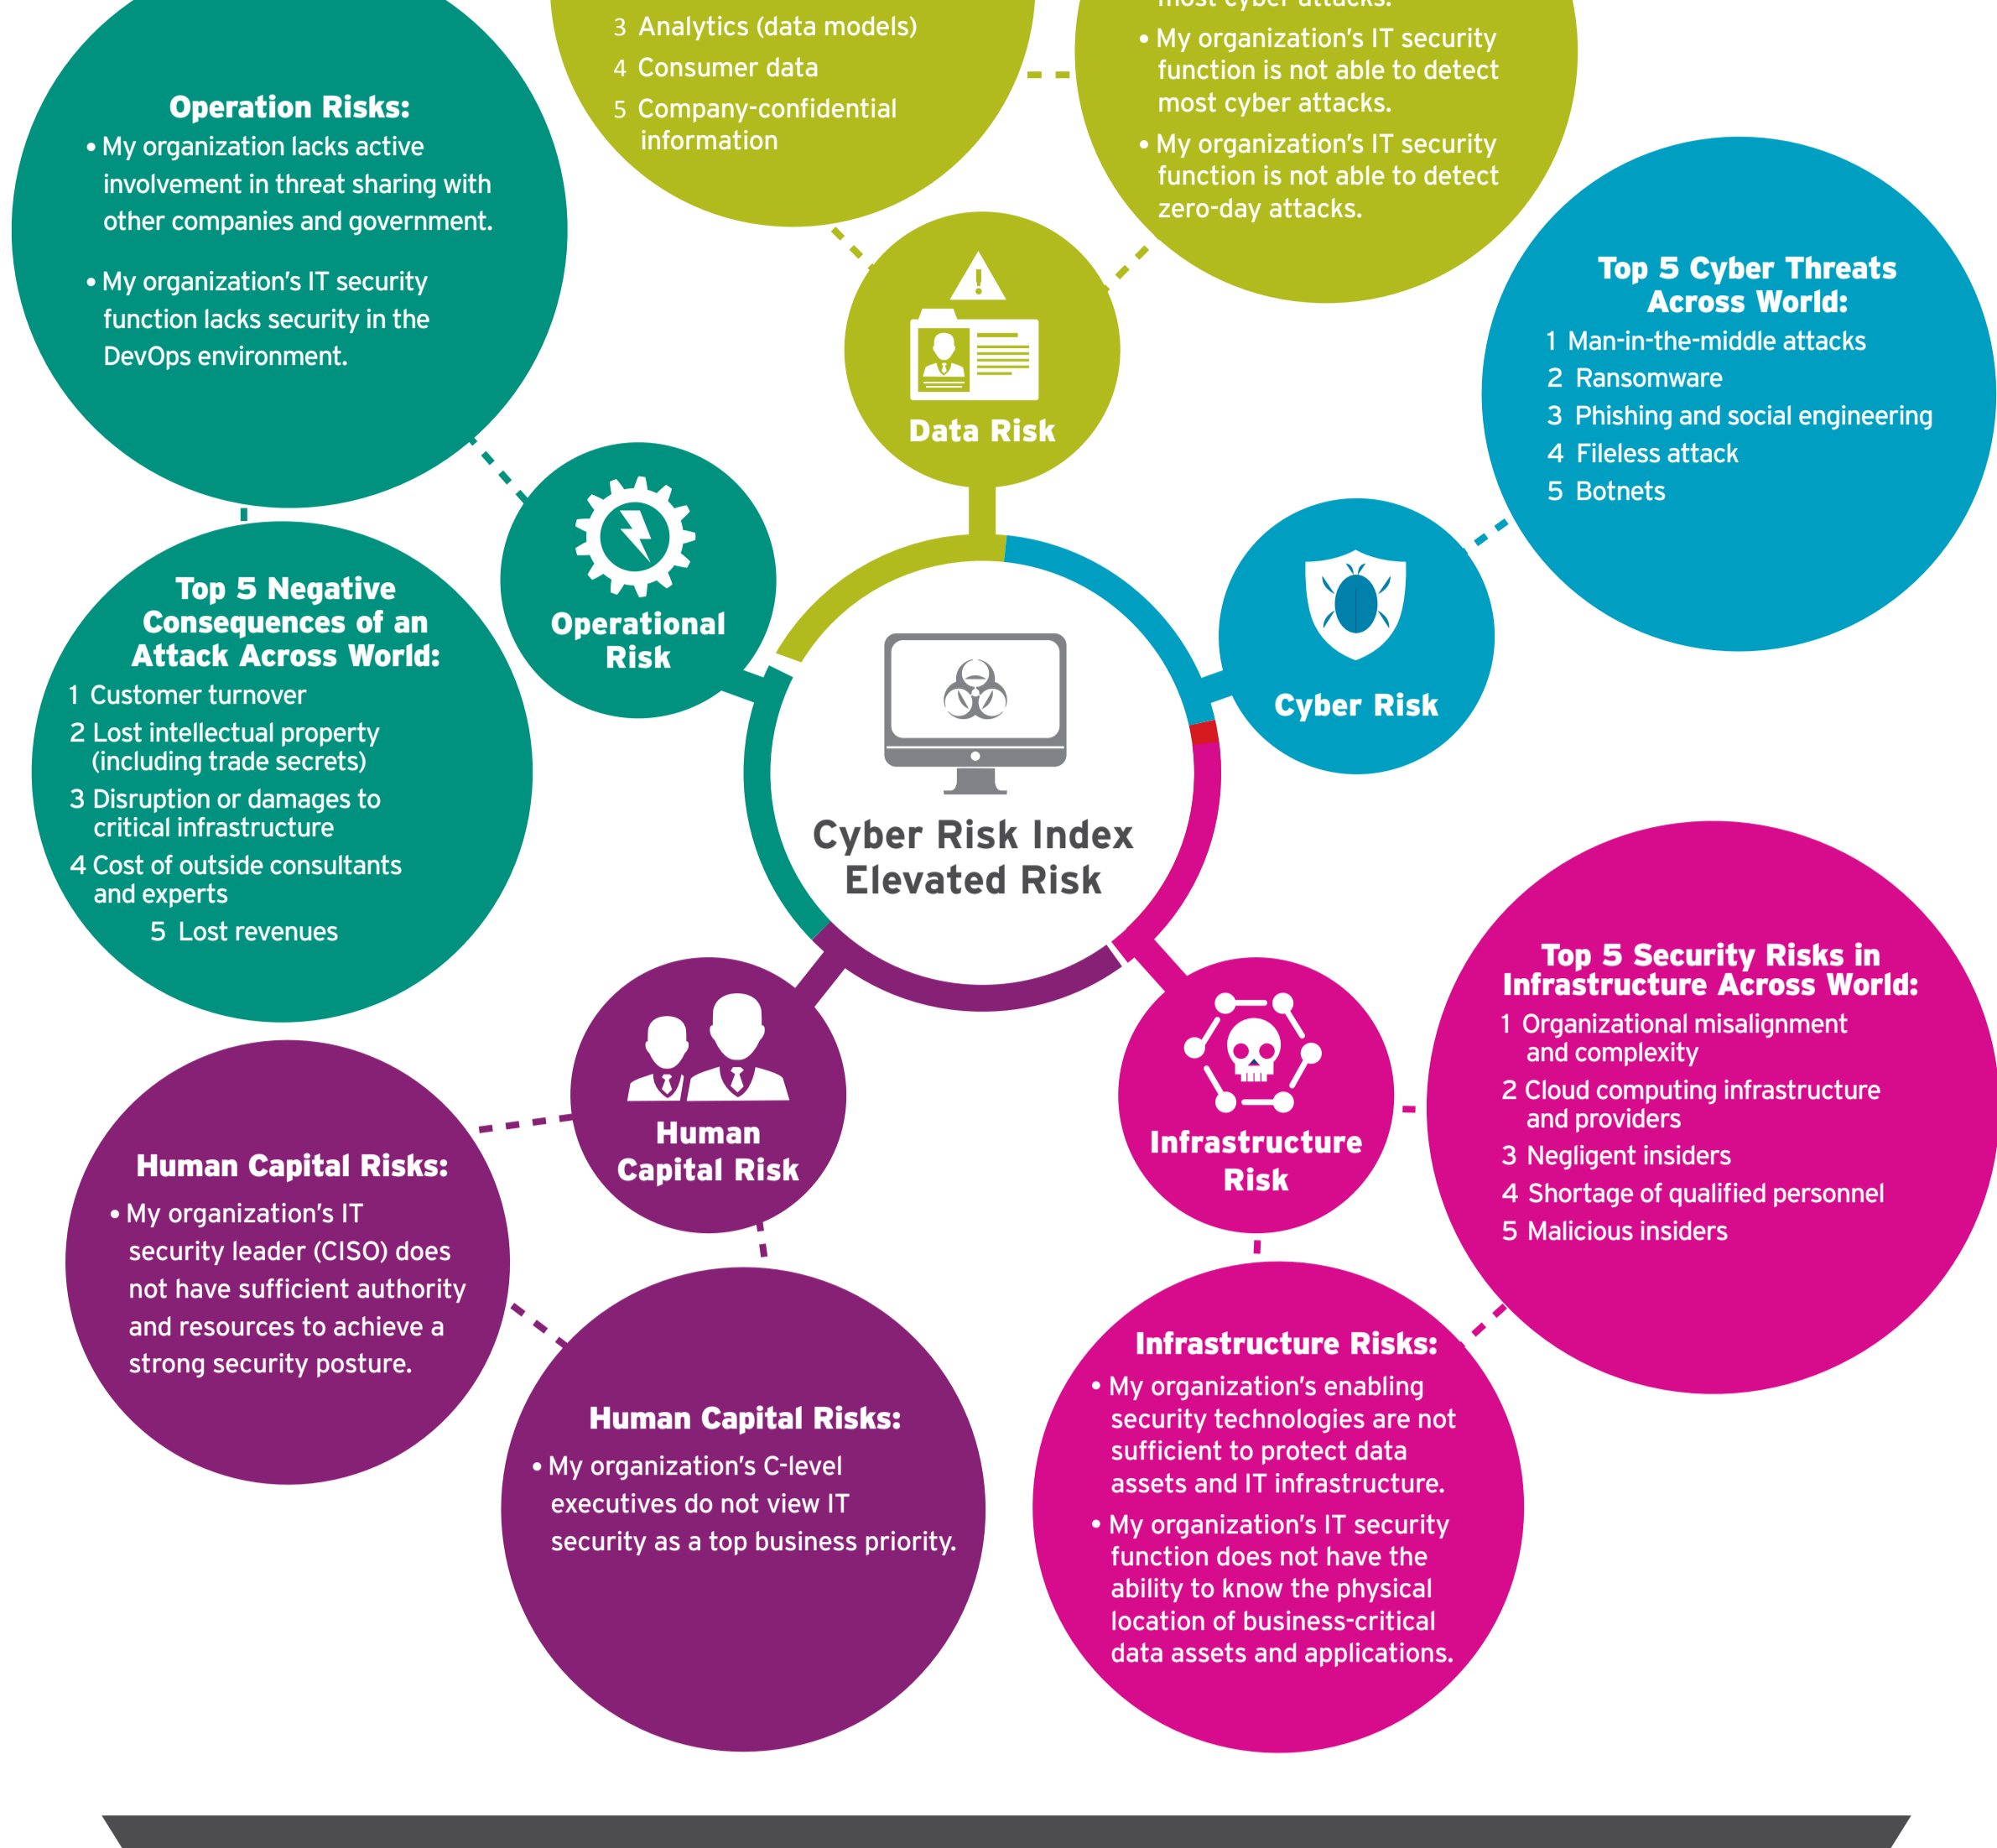 3 Analytics (data models)
4 Consumer data
5 Company-confidential
information
most cyber attacks.
• My organization's IT security
function is not able to detect
most cyber attacks.
• My organization's IT security
function is not able to detect
zero-day attacks.
Operation Risks:
• My organization lacks active
involvement in threat sharing with
other companies and government.
• My organization's IT security
function lacks security in the
DevOps environment.
Top 5 Cyber Threats
Across World:
1 Man-in-the-middle attacks
2 Ransomware
3 Phishing and social engineering
4 Fileless attack
5 Botnets
Data Risk
Operational
Risk
Cyber Risk
Top 5 Negative
Consequences of an
Attack Across World:
1 Customer turnover
2 Lost intellectual property
(including trade secrets)
3 Disruption or damages to
critical infrastructure
4 Cost of outside consultants
and experts
5 Lost revenues
Cyber Risk Index
Elevated Risk
Top 5 Security Risks in
Infrastructure Across World:
1 Organizational misalignment
and complexity
2 Cloud computing infrastructure
and providers
3 Negligent insiders
4 Shortage of qualified personnel
5 Malicious insiders
Human
Capital Risk
Infrastructure
Risk
Human Capital Risks:
• My organization's IT
security leader (CISO) does
not have sufficient authority
and resources to achieve a
strong security posture.
Human Capital Risks:
• My organization's C-level
executives do not view IT
security as a top business priority.
Infrastructure Risks:
• My organization's enabling
security technologies are not
sufficient to protect data
assets and IT infrastructure.
• My organization's IT security
function does not have the
ability to know the physical
location of business-critical
data assets and applications.